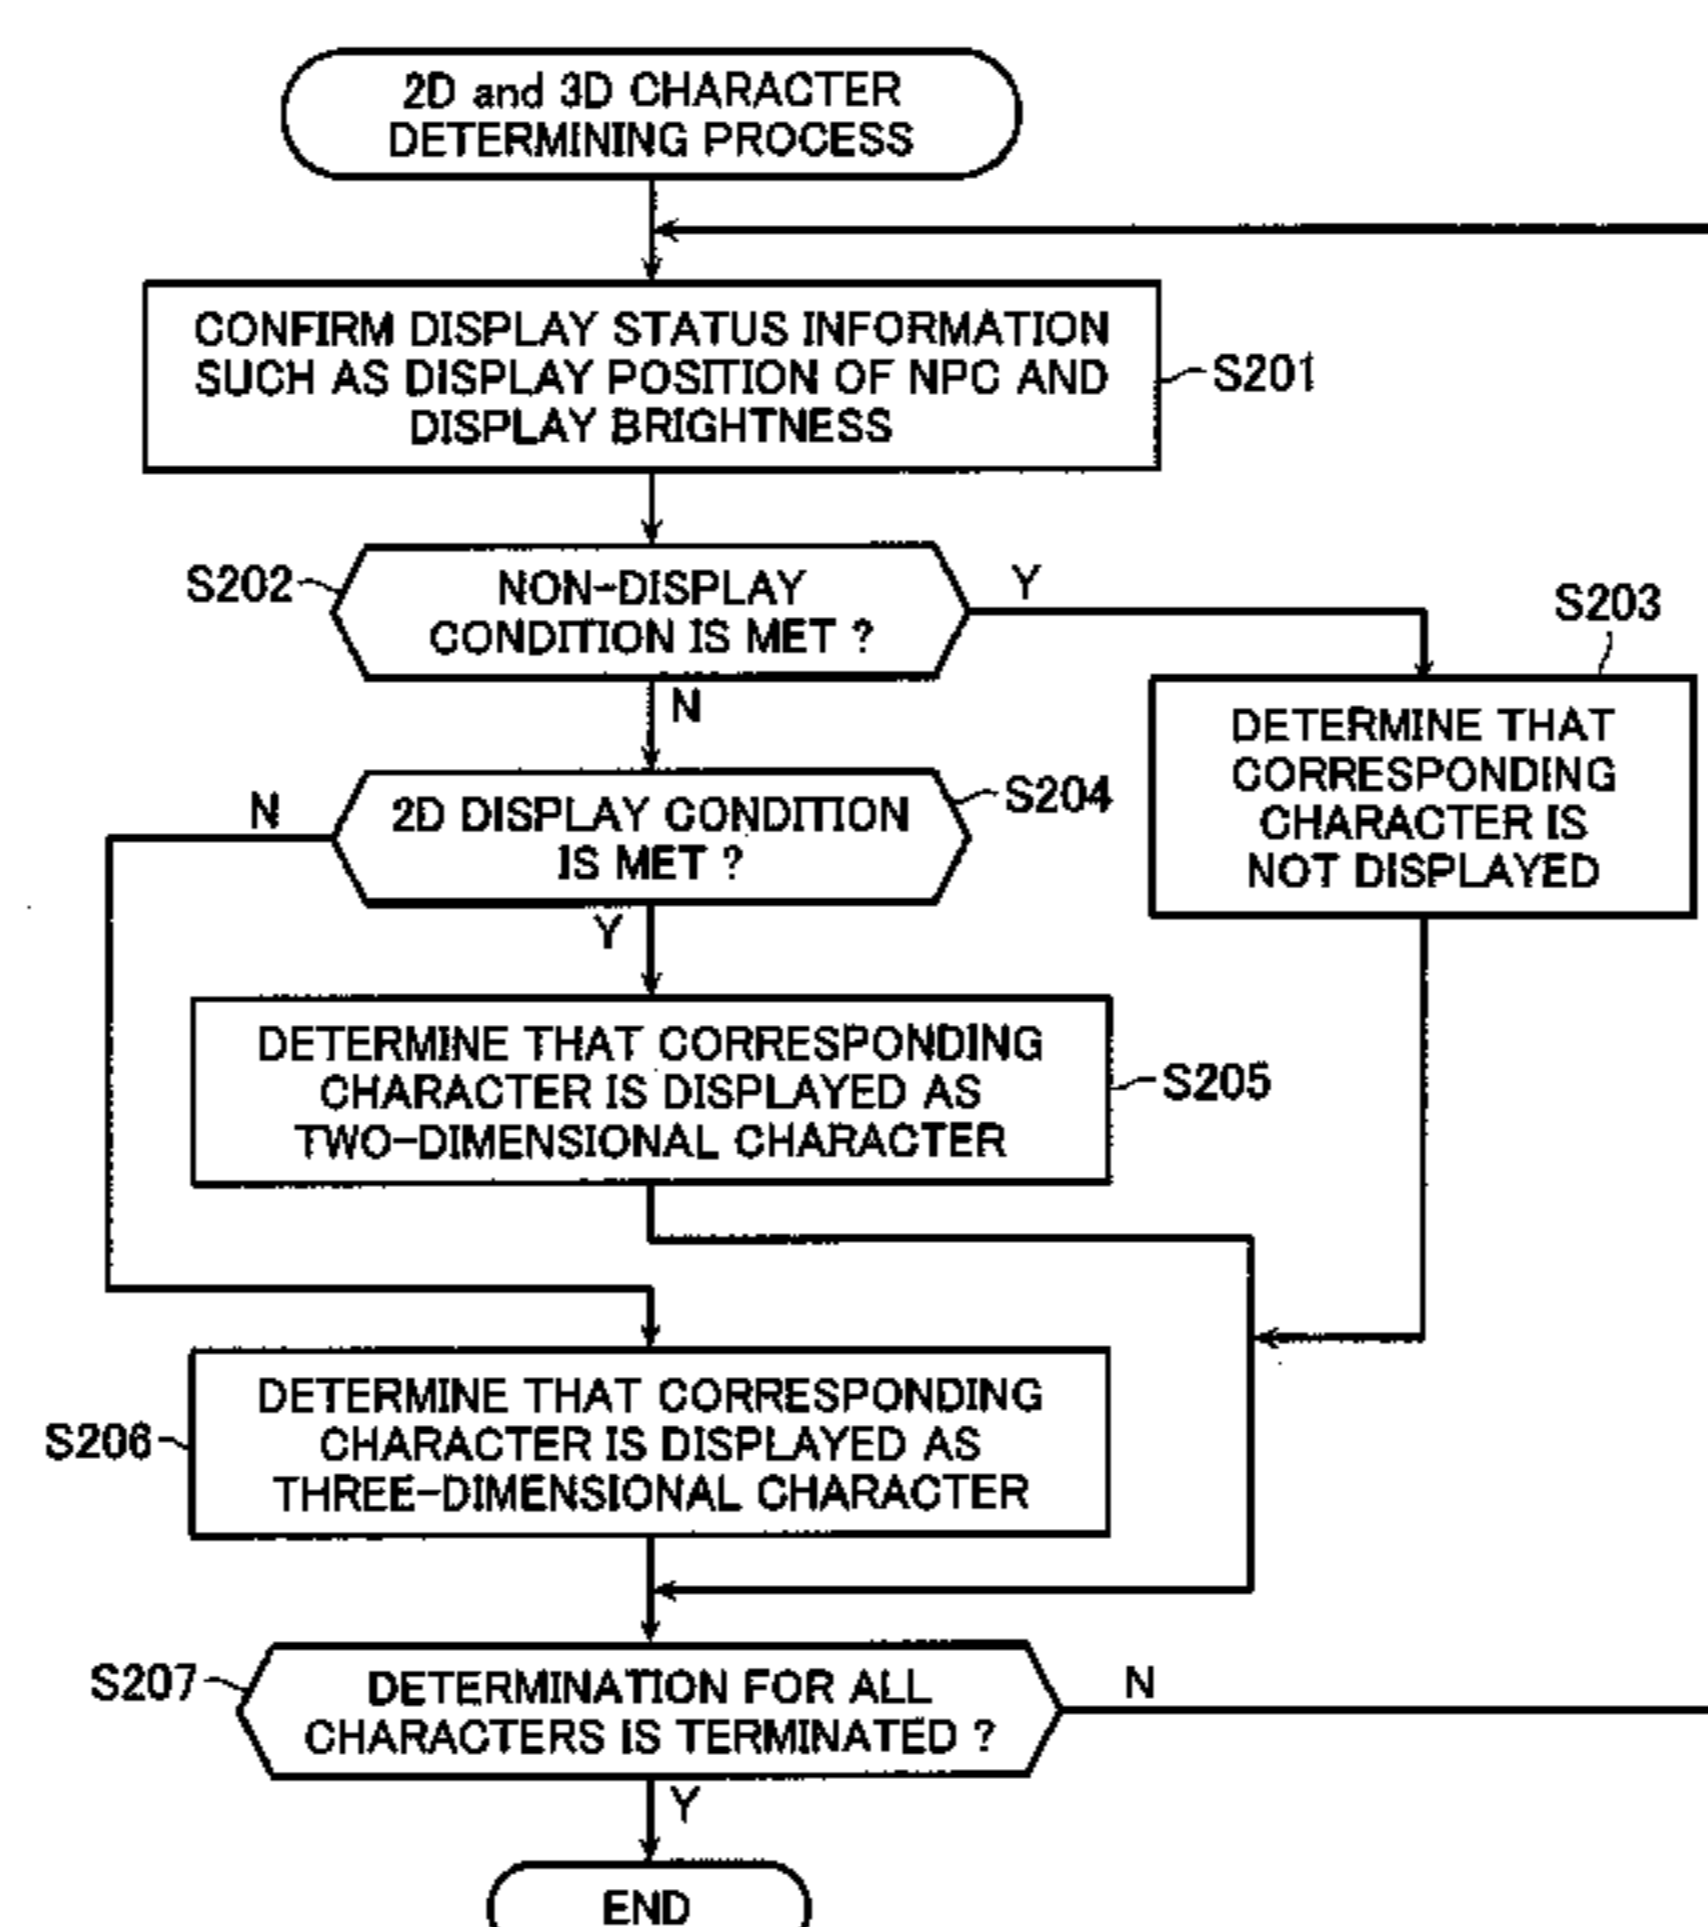 2D and 3D CHARACTER
DETERMINING PROCESS
CONFIRM DISPLAY STATUS INFORMATION
SUCH AS DISPLAY POSITION OF NPC AND
DISPLAY BRIGHTNESS
S201
S202
NON-DISPLAY
CONDITION IS MET ?
Y
N
S203
DETERMINE THAT
CORRESPONDING
CHARACTER IS
NOT DISPLAYED
S204
2D DISPLAY CONDITION
IS MET ?
N
Y
DETERMINE THAT CORRESPONDING
CHARACTER IS DISPLAYED AS
TWO-DIMENSIONAL CHARACTER
S205
S206
DETERMINE THAT CORRESPONDING
CHARACTER IS DISPLAYED AS
THREE-DIMENSIONAL CHARACTER
S207
DETERMINATION FOR ALL
CHARACTERS IS TERMINATED ?
N
Y
END